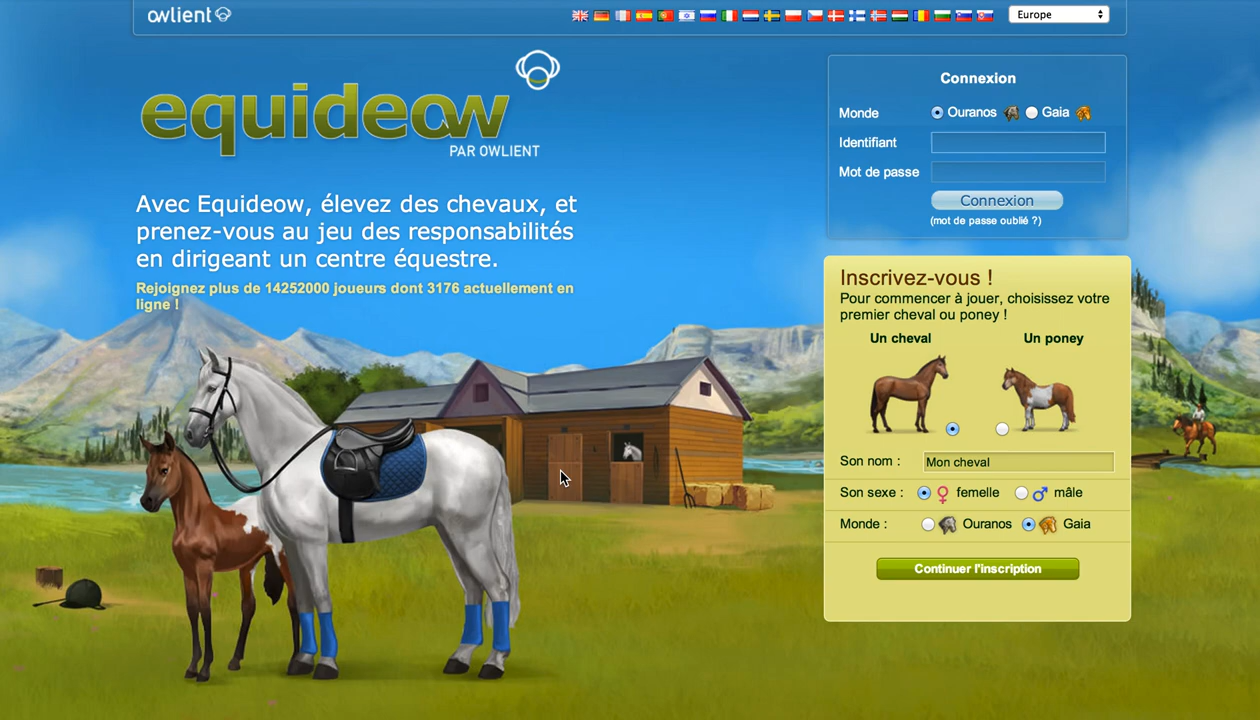 owlient
Europe
equideow
PAR OWLIENT
Avec Equideow, élevez des chevaux, et
prenez-vous au jeu des responsabilités
en dirigeant un centre équestre.
Rejoignez plus de 14252000 joueurs dont 3176 actuellement en
ligne !
Connexion
Monde Ouranos Gaia
Identifiant
Mot de passe
Connexion
(mot de passe oublié ?)
Inscrivez-vous !
Pour commencer à jouer, choisissez votre
premier cheval ou poney !
Un cheval Un poney
Son nom : Mon cheval
Son sexe : femelle mâle
Monde : Ouranos Gaia
Continuer l'inscription